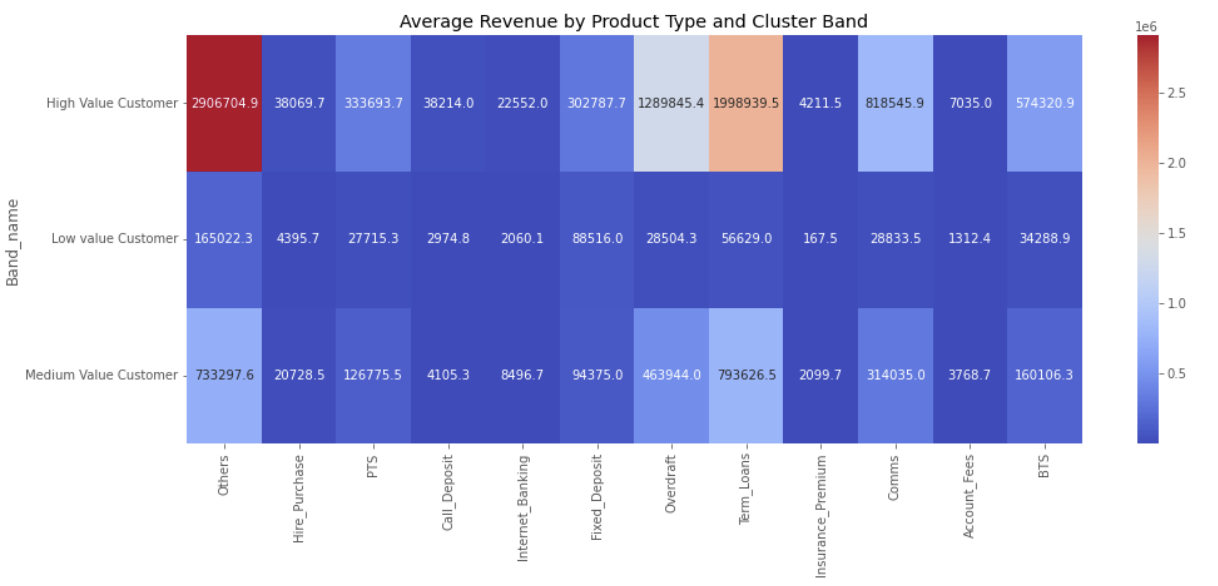 Average Revenue by Product Type and Cluster Band
1e6
High Value Customer 2906704.9 38069.7 333693.7 38214.0 22552.0 302787.7 1289845.4 1998939.5 4211.5 818545.9 7035.0 574320.9
2.5
2.0
Band_name
Low value Customer 165022.3 4395.7 27715.3 2974.8 2060.1 88516.0 28504.3 56629.0 167.5 28833.5 1312.4 34288.9
1.5
1.0
Medium Value Customer 733297.6 20728.5 126775.5 4105.3 8496.7 94375.0 463944.0 793626.5 2099.7 314035.0 3768.7 160106.3
0.5
Others
Hire_Purchase
PTS
Call_Deposit
Internet_Banking
Fixed_Deposit
Overdraft
Term_Loans
Insurance_Premium
Comms
Account_Fees
BTS